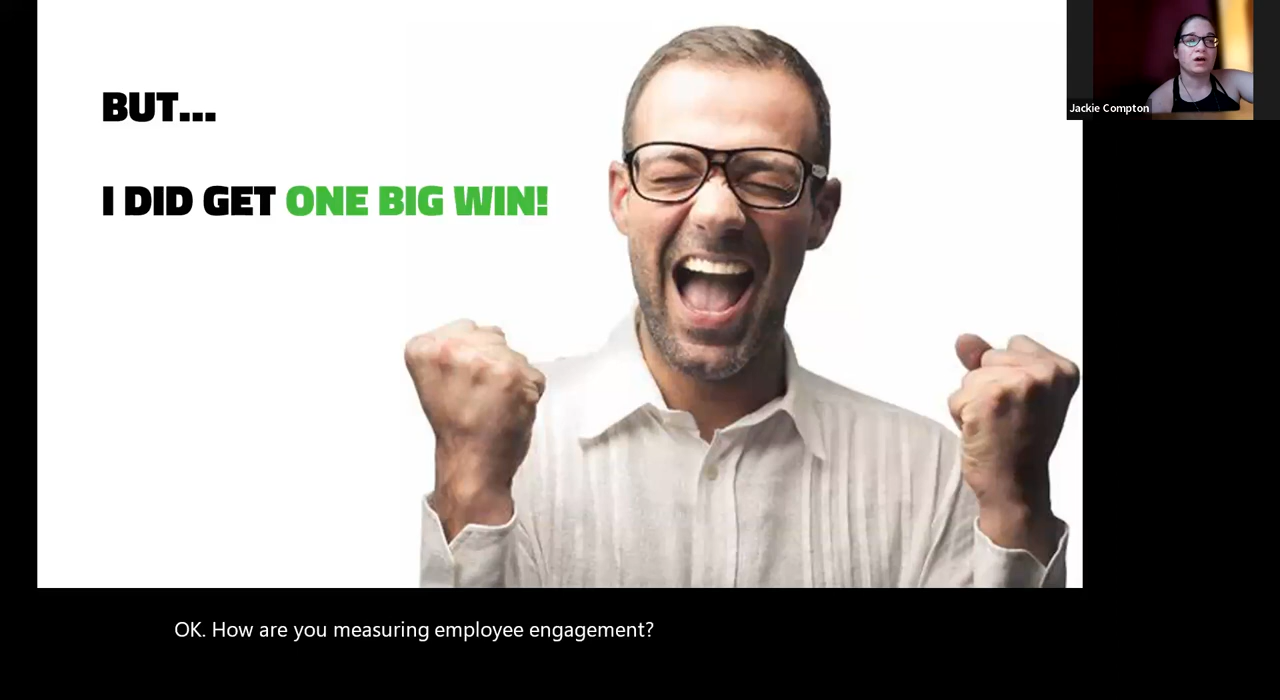 BUT...
I DID GET ONE BIG WIN!
Jackie Compton
OK. How are you measuring employee engagement?